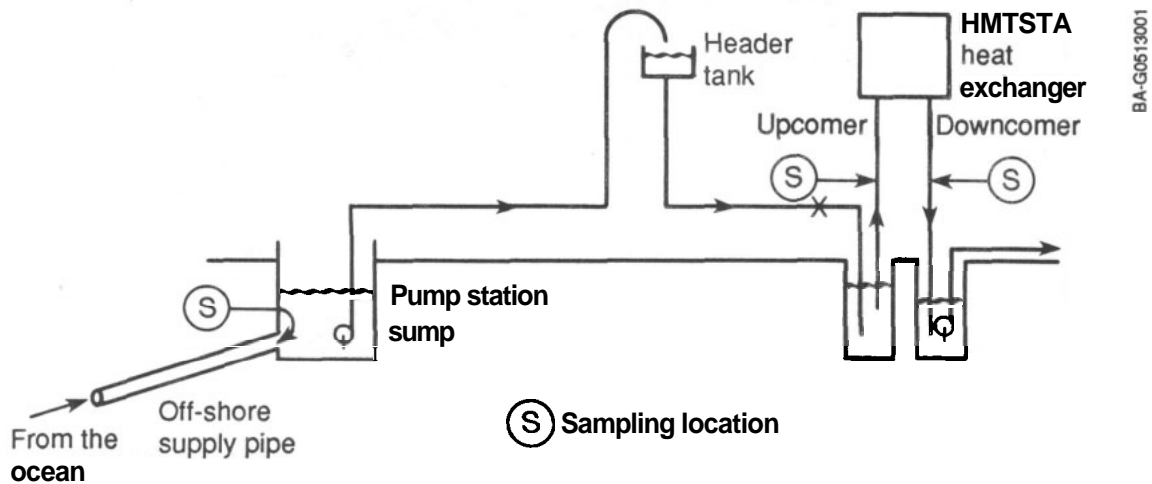 HMTSTA
heat
exchanger
BA-G0513001
Header
tank
Upcomer
Downcomer
S
S
S
Pump station
sump
Off-shore
supply pipe
From the
ocean
S Sampling location